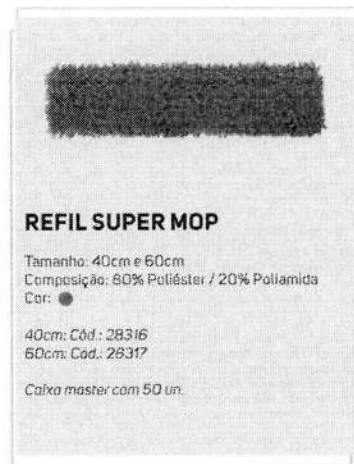 REFIL SUPER MOP
Tamanho: 40cm e 60cm
Composição: 80% Poliéster / 20% Poliamida
Cor:
40cm: Cód.: 28316
60cm: Cód.: 28317
Caixa master com 50 un.